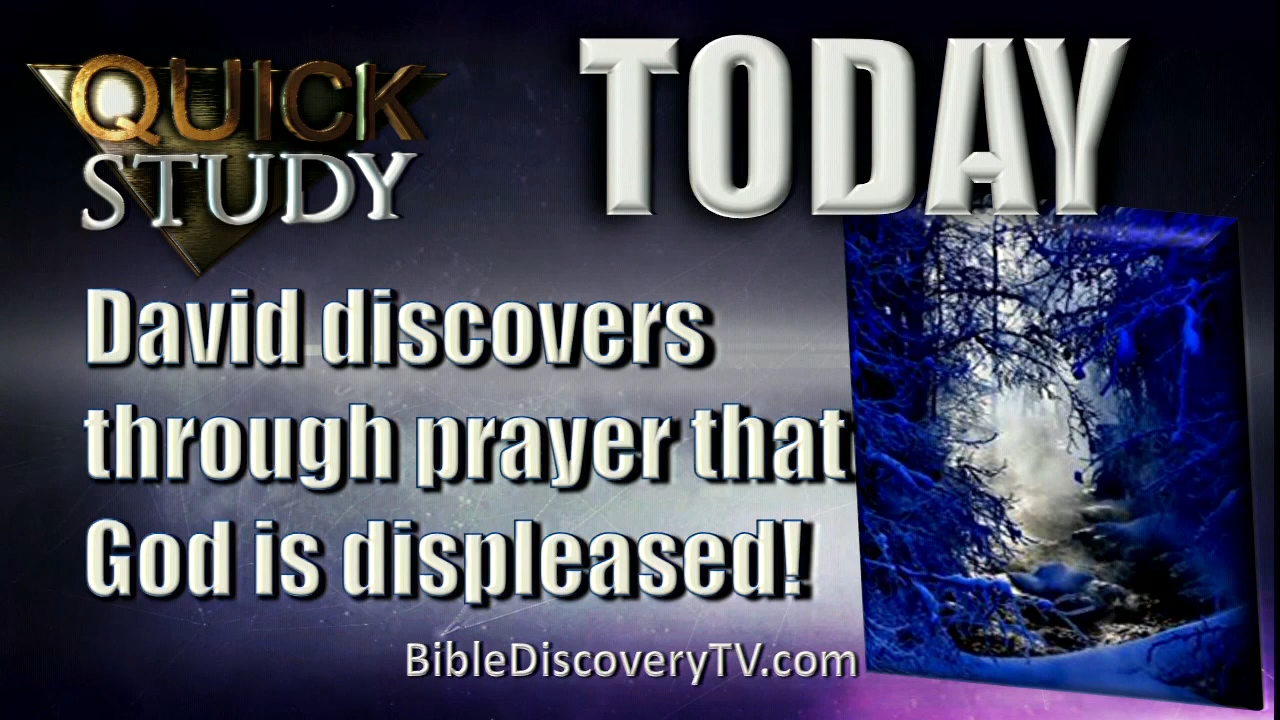 QUICK
STUDY
TODAY
David discovers
through prayer that
God is displeased!
BibleDiscoveryTV.com